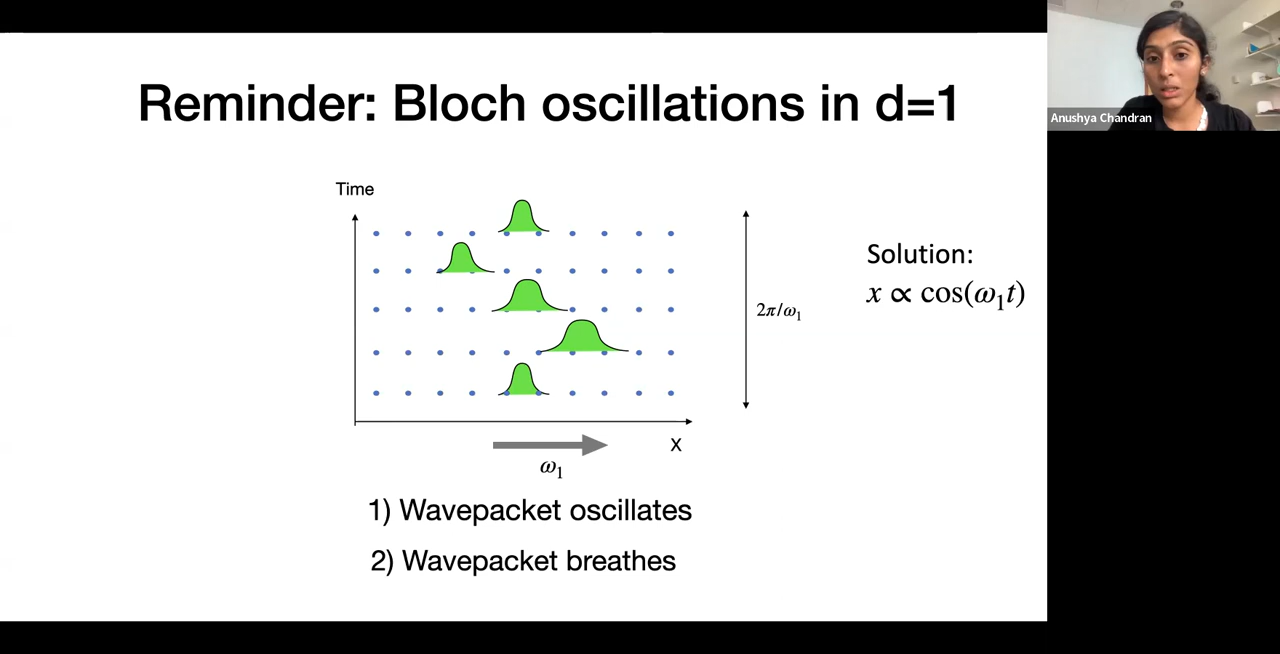 Reminder: Bloch oscillations in d=1
Anushya Chandran
Time
Solution:
x ∝ cos(ω₁t)
2π/ω₁
X
ω₁
1) Wavepacket oscillates
2) Wavepacket breathes